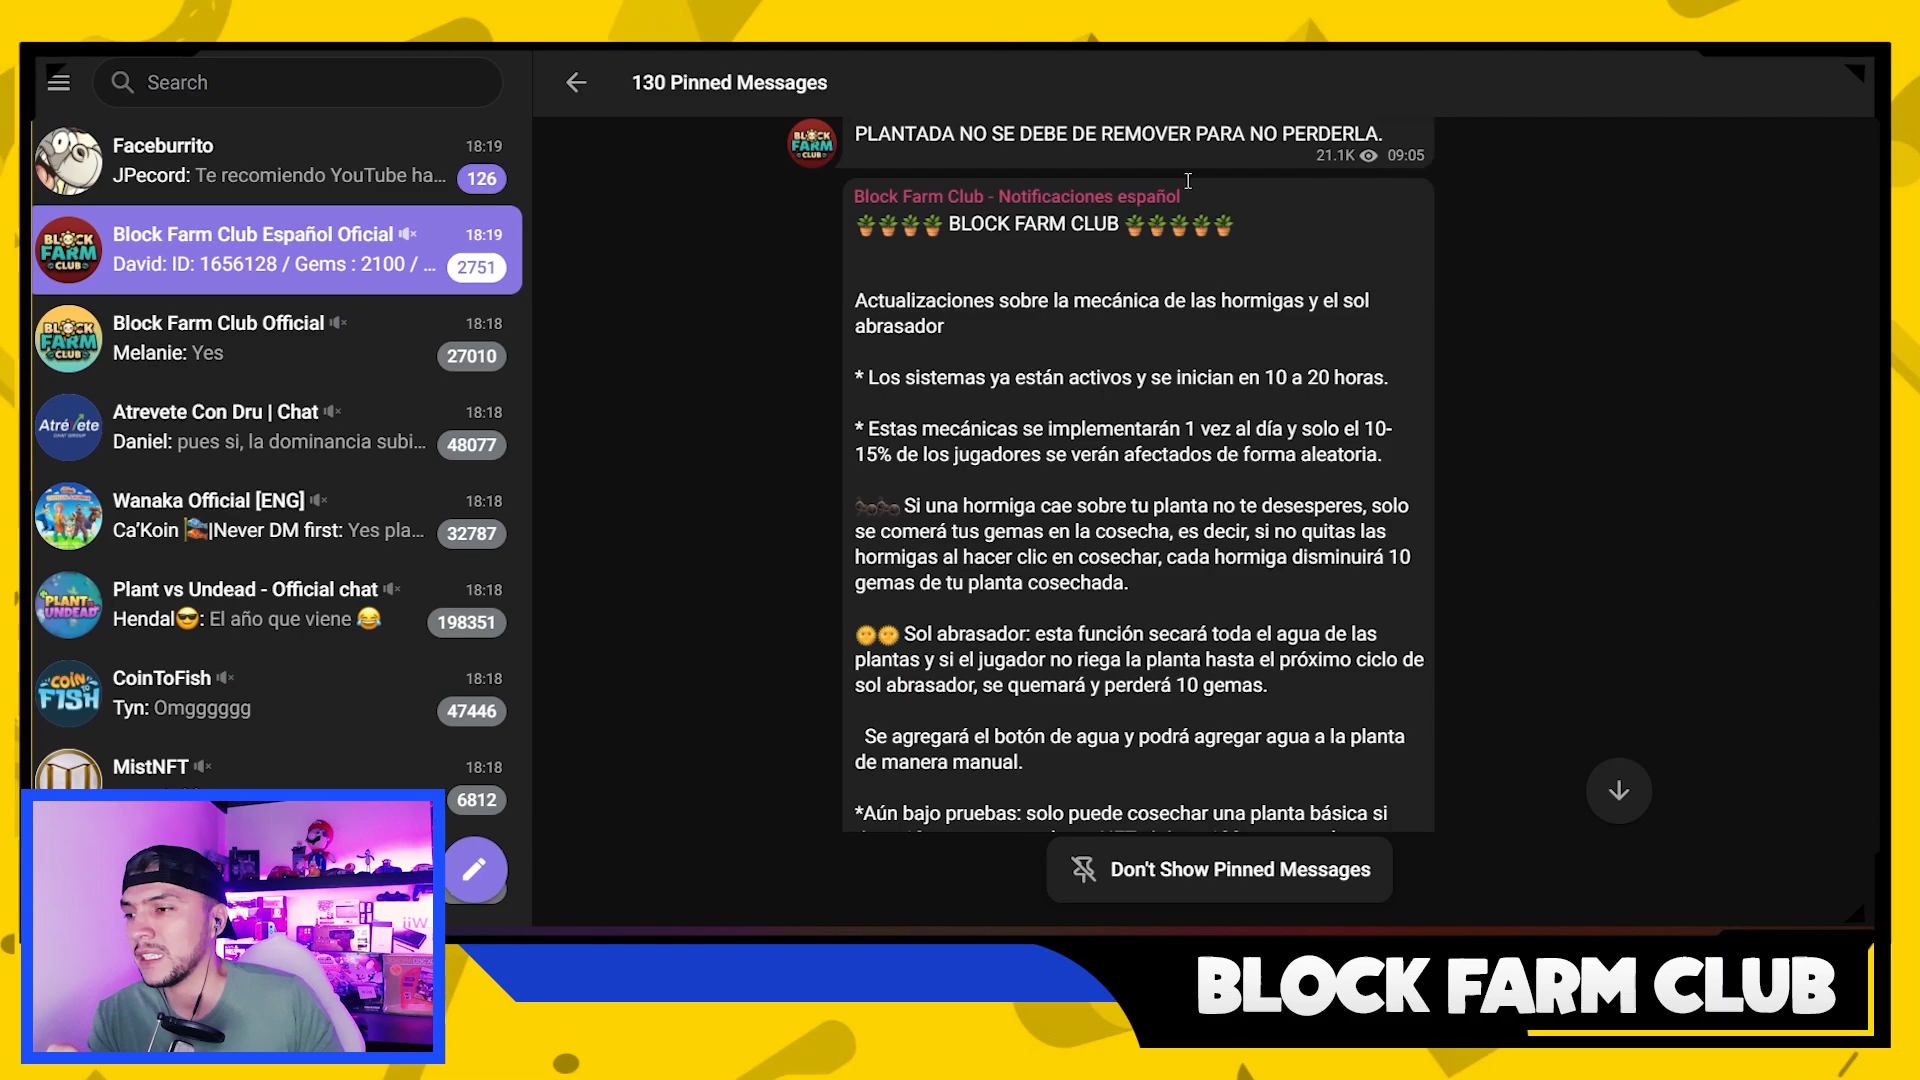 Search
130 Pinned Messages
Faceburrito
18:19
JPecord: Te recomiendo YouTube ha...
126
Block Farm Club Español Oficial
18:19
David: ID: 1656128 / Gems : 2100 / ...
2751
Block Farm Club Official
18:18
Melanie: Yes
27010
Atrevete Con Dru | Chat
18:18
Daniel: pues si, la dominancia subi...
48077
Wanaka Official [ENG]
18:18
Ca'Koin |Never DM first: Yes pla...
32787
Plant vs Undead - Official chat
18:18
Hendal😎: El año que viene 😂
198351
CoinToFish
18:18
Tyn: Omgggggg
47446
MistNFT
18:18
6812
BLOCK
FARM
CLUB
PLANTADA NO SE DEBE DE REMOVER PARA NO PERDERLA.
21.1K 09:05
Block Farm Club - Notificaciones español
🪴🪴🪴🪴 BLOCK FARM CLUB 🪴🪴🪴🪴🪴
Actualizaciones sobre la mecánica de las hormigas y el sol
abrasador
* Los sistemas ya están activos y se inician en 10 a 20 horas.
* Estas mecánicas se implementarán 1 vez al día y solo el 10-
15% de los jugadores se verán afectados de forma aleatoria.
🐜🐜 Si una hormiga cae sobre tu planta no te desesperes, solo
se comerá tus gemas en la cosecha, es decir, si no quitas las
hormigas al hacer clic en cosechar, cada hormiga disminuirá 10
gemas de tu planta cosechada.
🌞🌞 Sol abrasador: esta función secará toda el agua de las
plantas y si el jugador no riega la planta hasta el próximo ciclo de
sol abrasador, se quemará y perderá 10 gemas.
Se agregará el botón de agua y podrá agregar agua a la planta
de manera manual.
*Aún bajo pruebas: solo puede cosechar una planta básica si
Don't Show Pinned Messages
BLOCK FARM CLUB